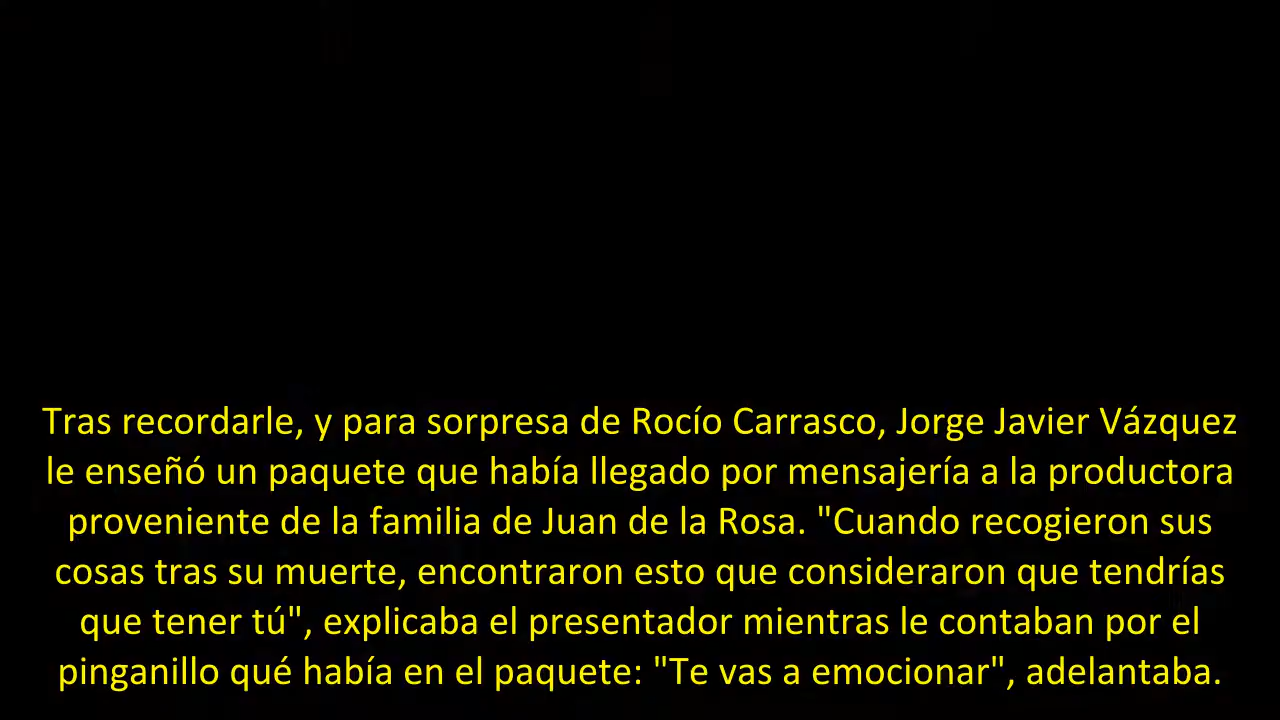 Tras recordarle, y para sorpresa de Rocío Carrasco, Jorge Javier Vázquez
le enseñó un paquete que había llegado por mensajería a la productora
proveniente de la familia de Juan de la Rosa. "Cuando recogieron sus
cosas tras su muerte, encontraron esto que consideraron que tendrías
que tener tú", explicaba el presentador mientras le contaban por el
pinganillo qué había en el paquete: "Te vas a emocionar", adelantaba.